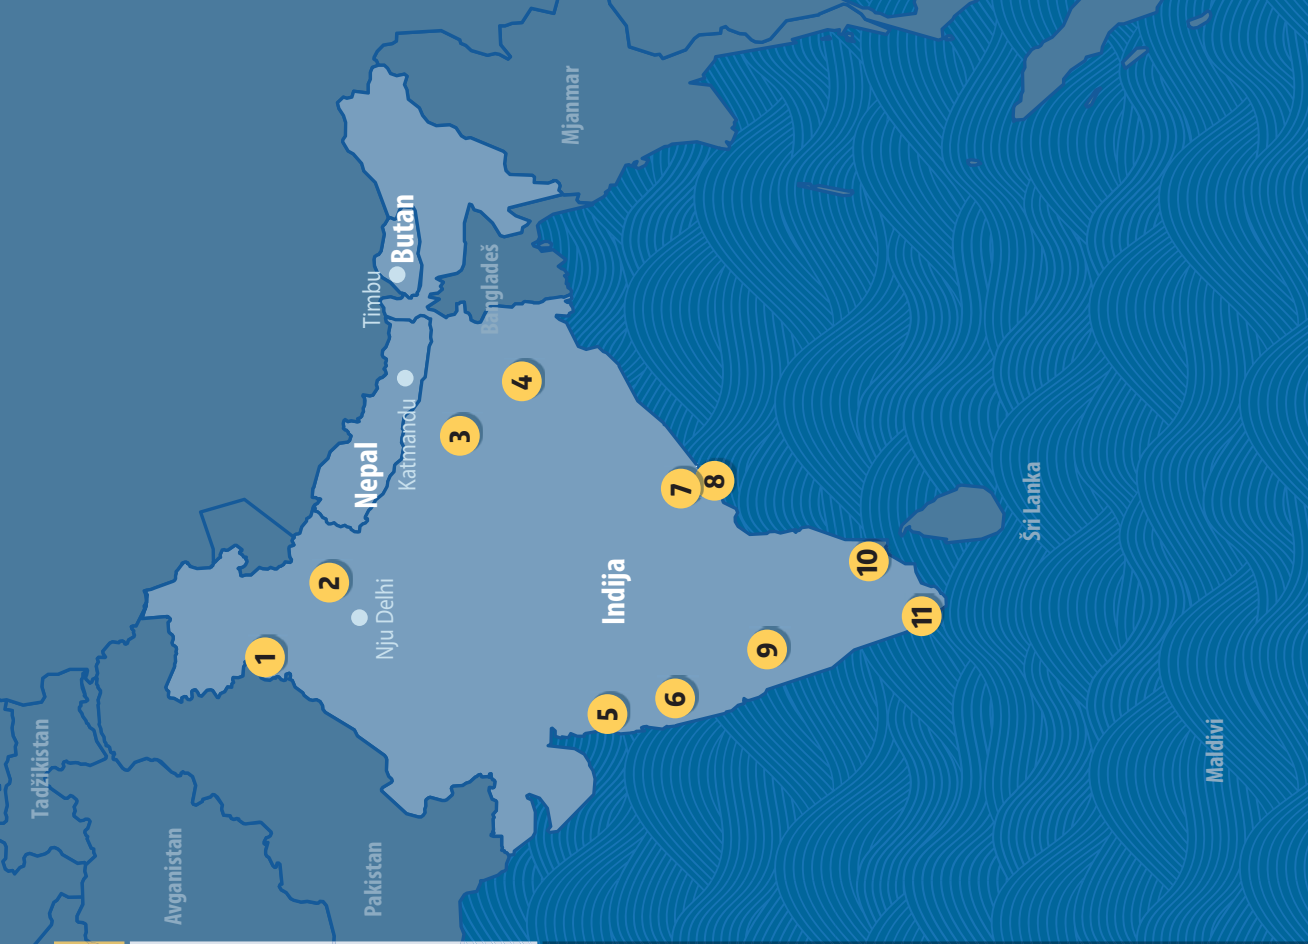 Tadžikistan
Avganistan
Pakistan
1
2
Nju Delhi
Nepal
Katmandu
Timbu
Butan
Bangladeš
Mjanmar
3
4
Indija
5
6
7
8
9
10
11
Šri Lanka
Maldivi